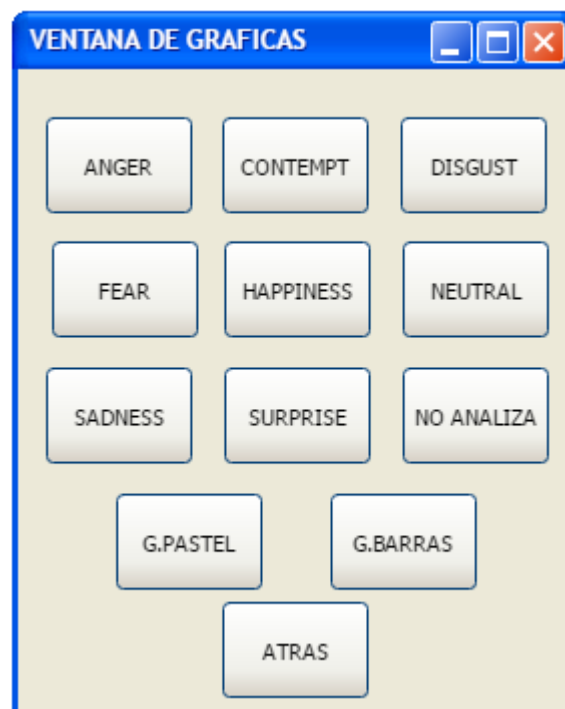 VENTANA DE GRAFICAS
ANGER CONTEMPT DISGUST
FEAR HAPPINESS NEUTRAL
SADNESS SURPRISE NO ANALIZA
G.PASTEL G.BARRAS
ATRAS